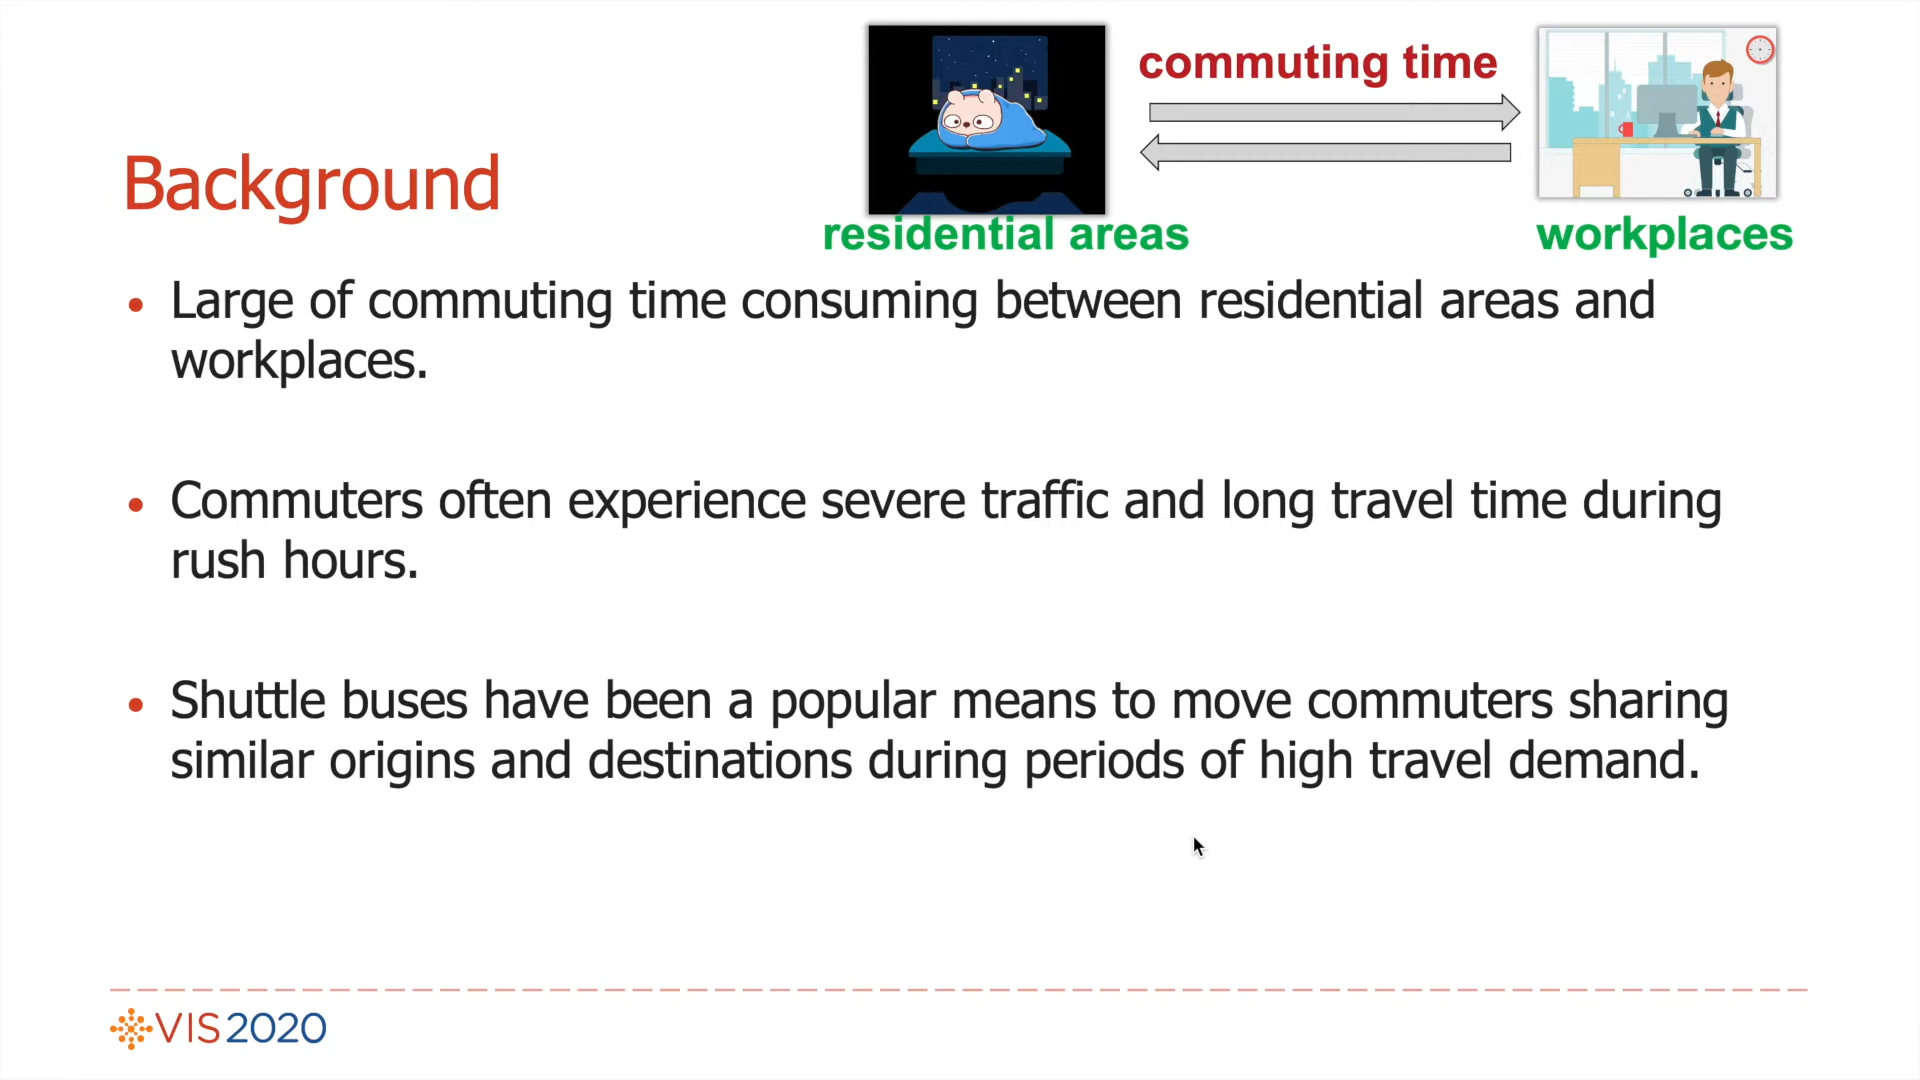 commuting time
residential areas
workplaces
Background
Large of commuting time consuming between residential areas and
workplaces.
Commuters often experience severe traffic and long travel time during
rush hours.
Shuttle buses have been a popular means to move commuters sharing
similar origins and destinations during periods of high travel demand.
VIS2020